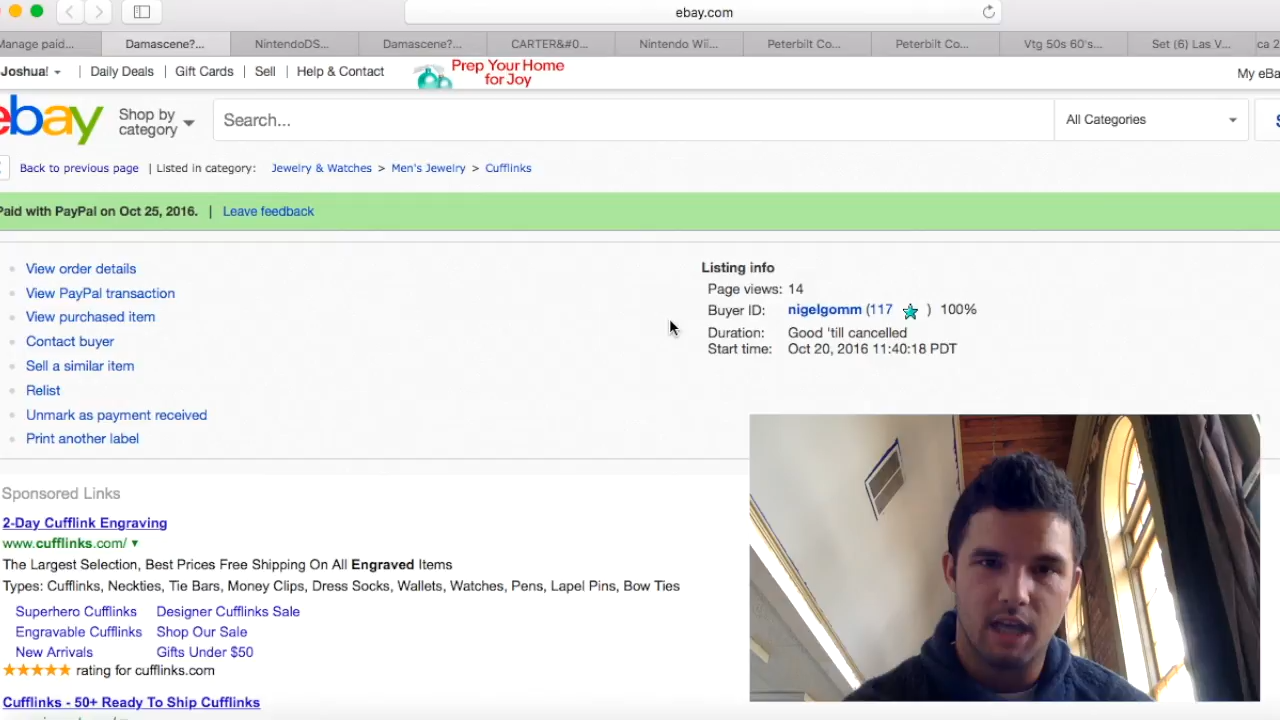 ebay.com
Manage paid... Damascene?... NintendoDS... Damascene?... CARTER&#0... Nintendo Wii... Peterbilt Co... Peterbilt Co... Vtg 50s 60's... Set (6) Las V... ca 2
Joshua! | Daily Deals | Gift Cards | Sell | Help & Contact
Prep Your Home
for Joy
My eBa
ebay
Shop by
category
Search...
All Categories
Back to previous page | Listed in category: Jewelry & Watches > Men's Jewelry > Cufflinks
Paid with PayPal on Oct 25, 2016. | Leave feedback
View order details
View PayPal transaction
View purchased item
Contact buyer
Sell a similar item
Relist
Unmark as payment received
Print another label
Listing info
Page views: 14
Buyer ID: nigelgomm (117 ) 100%
Duration: Good 'till cancelled
Start time: Oct 20, 2016 11:40:18 PDT
Sponsored Links
2-Day Cufflink Engraving
www.cufflinks.com/
The Largest Selection, Best Prices Free Shipping On All Engraved Items
Types: Cufflinks, Neckties, Tie Bars, Money Clips, Dress Socks, Wallets, Watches, Pens, Lapel Pins, Bow Ties
Superhero Cufflinks Designer Cufflinks Sale
Engravable Cufflinks Shop Our Sale
New Arrivals Gifts Under $50
rating for cufflinks.com
Cufflinks - 50+ Ready To Ship Cufflinks